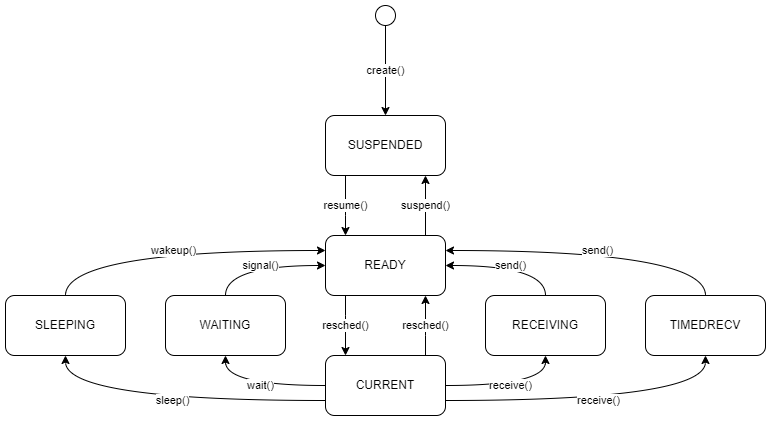 create()
SUSPENDED
resume()
suspend()
wakeup()
send()
signal()
READY
send()
SLEEPING
WAITING
resched()
resched()
RECEIVING
TIMEDRECV
wait()
CURRENT
receive()
sleep()
receive()